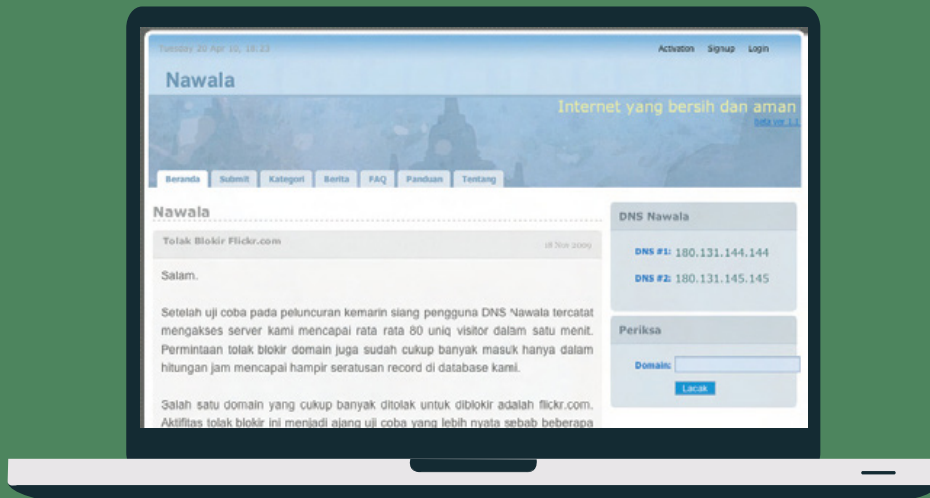 Tuesday 20 Apr 10, 18:23
Activation Signup Login
Nawala
Internet yang bersih dan aman
Beta ver 1.1
Beranda Submit Kategori Berita FAQ Panduan Tentang
Nawala
Tolak Blokir Flickr.com
18 Nov 2009
Salam.
Setelah uji coba pada peluncuran kemarin siang pengguna DNS Nawala tercatat
mengakses server kami mencapai rata rata 80 uniq visitor dalam satu menit.
Permintaan tolak blokir domain juga sudah cukup banyak masuk hanya dalam
hitungan jam mencapai hampir seratusan record di database kami.
Salah satu domain yang cukup banyak ditolak untuk diblokir adalah flickr.com.
Aktifitas tolak blokir ini menjadi ajang uji coba yang lebih nyata sebab beberapa
DNS Nawala
DNS #1: 180.131.144.144
DNS #2: 180.131.145.145
Periksa
Domain:
Lacak